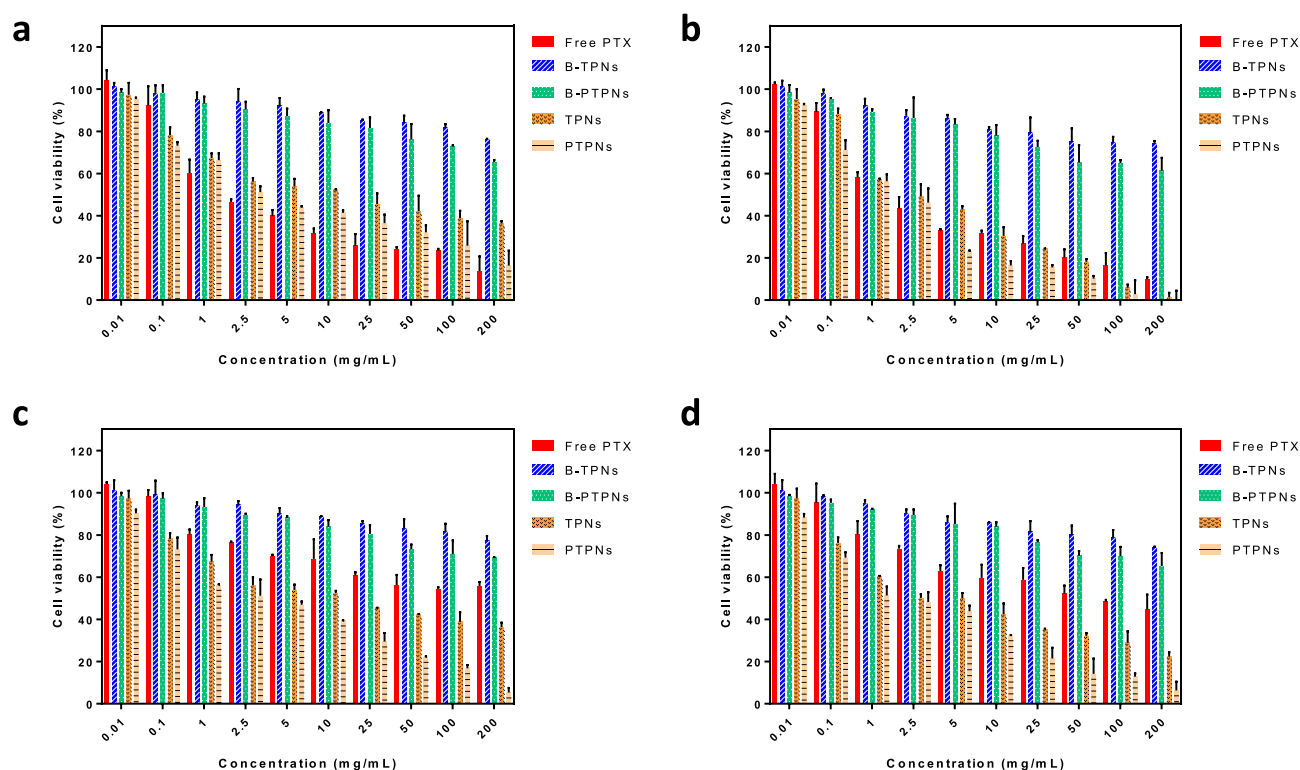 a
Cell viability (%)
120
100
80
60
40
20
0
0.01
0.1
1
2.5
5
10
25
50
100
200
Concentration (mg/mL)
Free PTX
B-TPNs
B-PTPNs
TPNs
PTPNs
b
Cell viability (%)
120
100
80
60
40
20
0
0.01
0.1
1
2.5
5
10
25
50
100
200
Concentration (mg/mL)
Free PTX
B-TPNs
B-PTPNs
TPNs
PTPNs
c
Cell viability (%)
120
100
80
60
40
20
0
0.01
0.1
1
2.5
5
10
25
50
100
200
Concentration (mg/mL)
Free PTX
B-TPNs
B-PTPNs
TPNs
PTPNs
d
Cell viability (%)
120
100
80
60
40
20
0
0.01
0.1
1
2.5
5
10
25
50
100
200
Concentration (mg/mL)
Free PTX
B-TPNs
B-PTPNs
TPNs
PTPNs